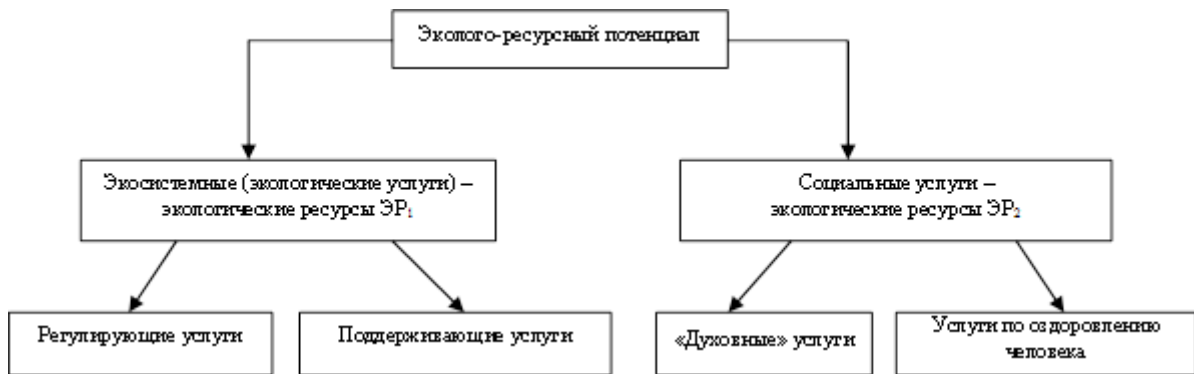 Эколого-ресурсный потенциал
Экосистемные (экологические услуги) –
экологические ресурсы ЭР₁
Социальные услуги –
экологические ресурсы ЭР₂
Регулирующие услуги
Поддерживающие услуги
«Духовные» услуги
Услуги по оздоровлению
человека